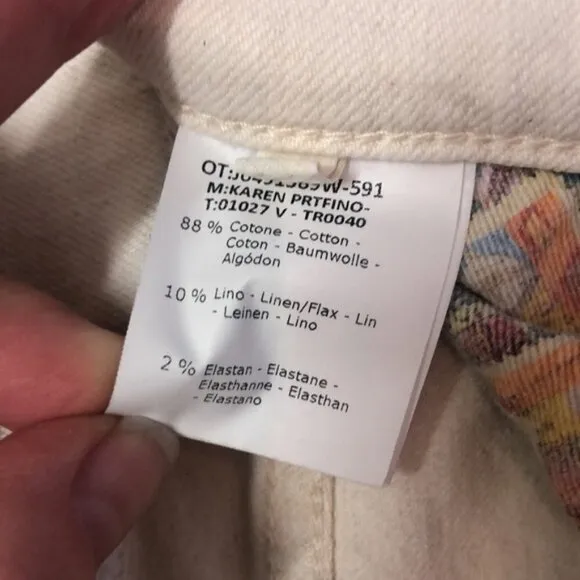 M:KAREN PRTFINO-
T:01027 V - TR0040
88 % Cotone - Cotton -
Coton - Baumwolle -
Algódon
10 % Lino - Linen/Flax - Lin
- Leinen - Lino
2 % Elastan - Elastane -
Elasthanne - Elasthan
- Elastano